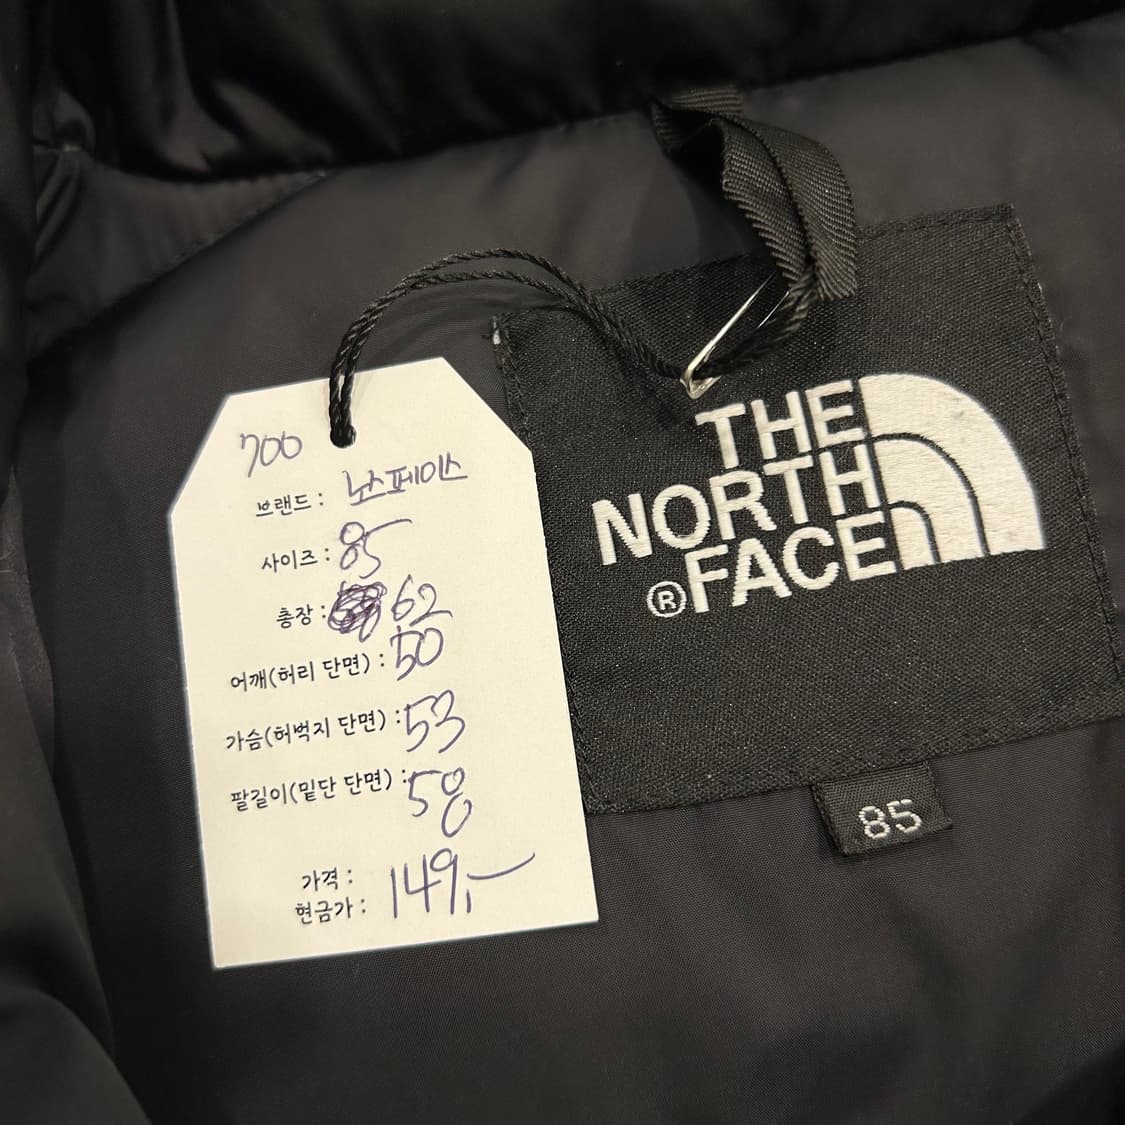 700
브랜드 : 노스페이스
사이즈 : 85
총장 : 62
어깨(허리 단면) : 50
가슴(허벅지 단면) : 53
팔길이(밑단 단면) : 58
가격 :
현금가 : 149,-
THE
NORTH
®FACE
85